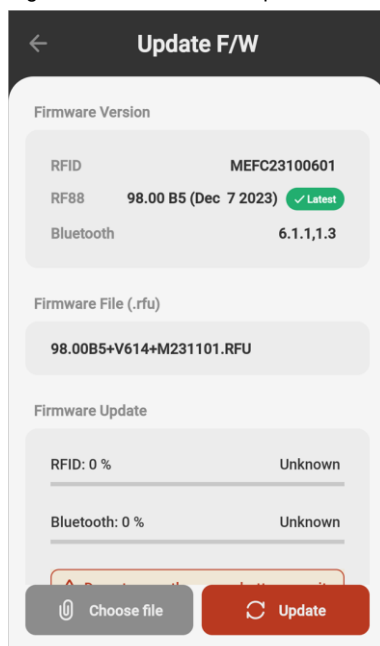 Update F/W
Firmware Version
RFID MEFC23100601
RF88 98.00 B5 (Dec 7 2023) Latest
Bluetooth 6.1.1,1.3
Firmware File (.rfu)
98.00B5+V614+M231101.RFU
Firmware Update
RFID: 0 % Unknown
Bluetooth: 0 % Unknown
Choose file
Update